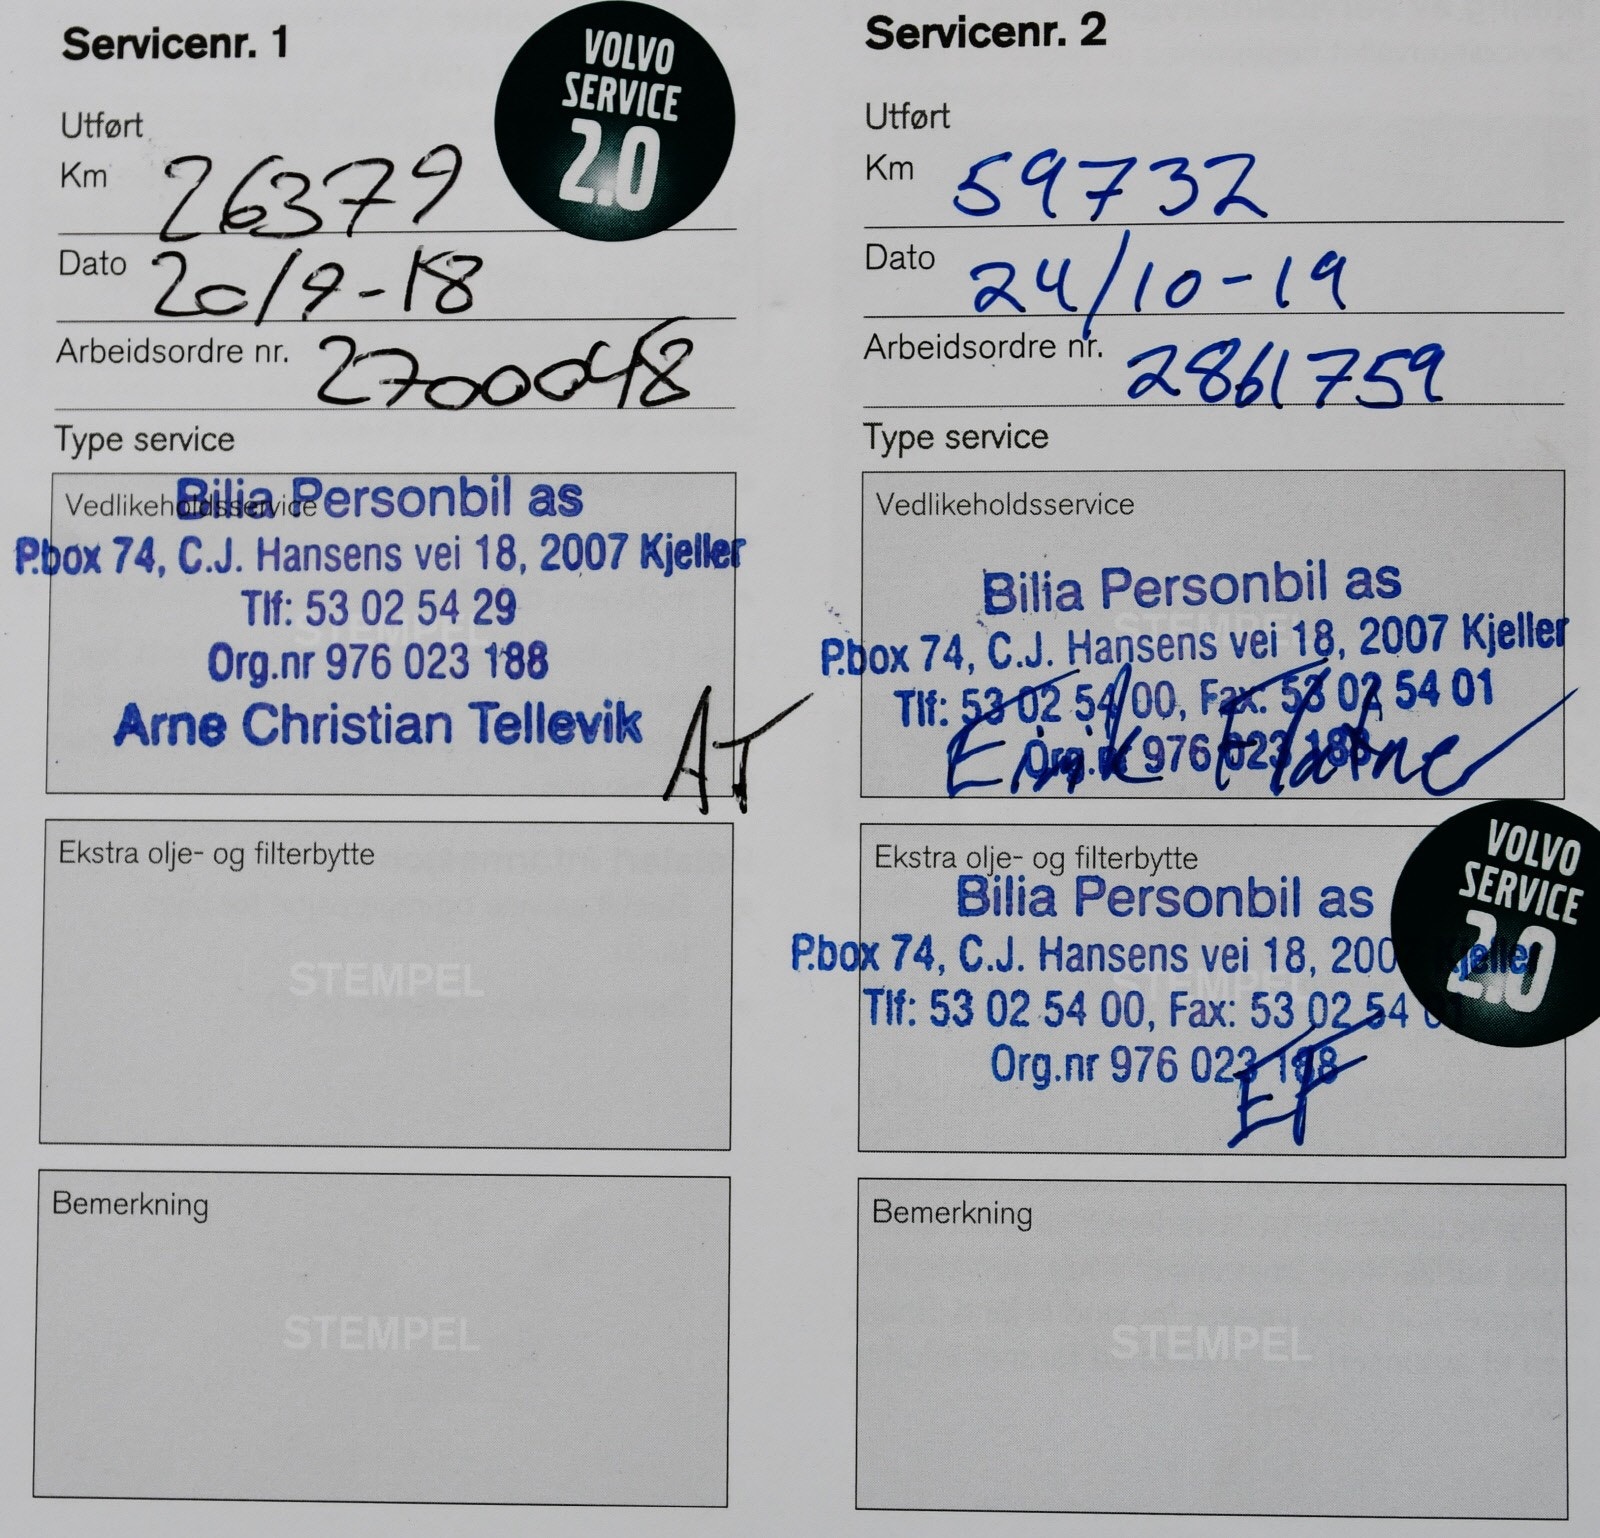 Servicenr. 1
VOLVO
SERVICE
2.0
Utført
Km 26379
Dato 20/9-18
Arbeidsordre nr. 2700048
Type service
Vedlikeholdsservice
Bilia Personbil as
P.box 74, C.J. Hansens vei 18, 2007 Kjeller
Tlf: 53 02 54 29
STEMPEL
Org.nr 976 023 188
Arne Christian Tellevik
AT
Ekstra olje- og filterbytte
STEMPEL
Bemerkning
STEMPEL
Servicenr. 2
Utført
Km 59732
Dato 24/10-19
Arbeidsordre nr. 2861759
Type service
Vedlikeholdsservice
Bilia Personbil as
STEMPEL
P.box 74, C.J. Hansens vei 18, 2007 Kjeller
Tlf: 53 02 54 00, Fax: 53 02 54 01
Org.nr 976 023 188
Ekstra olje- og filterbytte
VOLVO
SERVICE
2.0
Bilia Personbil as
P.box 74, C.J. Hansens vei 18, 200 Kjeller
STEMPEL
Tlf: 53 02 54 00, Fax: 53 02 54 01
Org.nr 976 023 188
EF
Bemerkning
STEMPEL